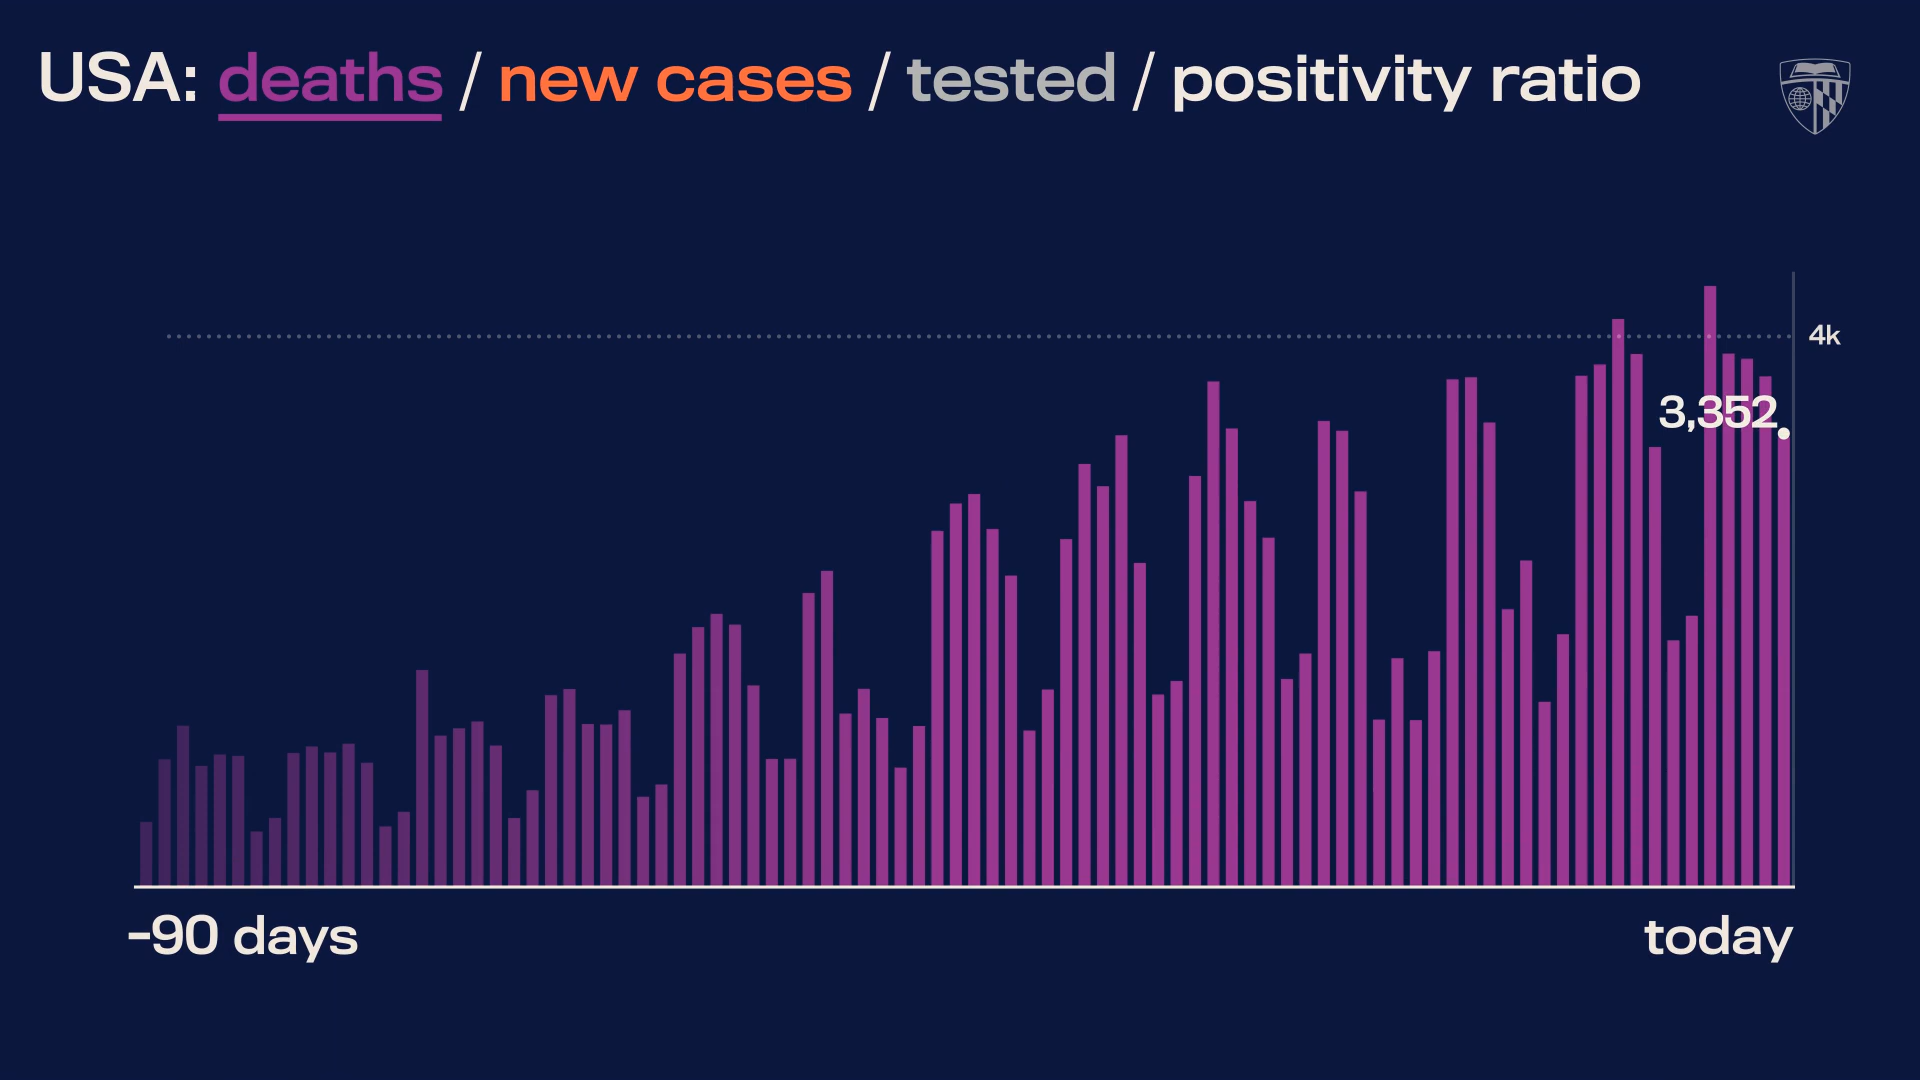 USA: deaths / new cases / tested / positivity ratio
4k
3,352
-90 days
today